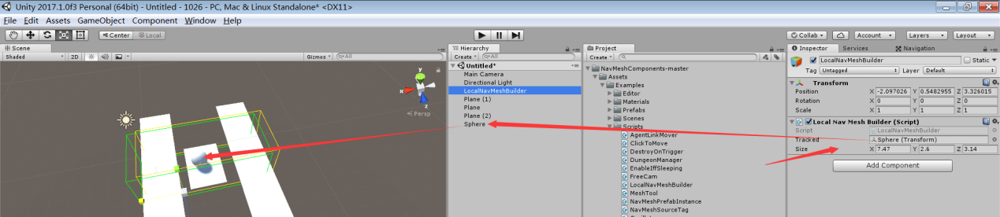 Unity 2017.1.0f3 Personal (64bit) - Untitled - 1026 - PC, Mac & Linux Standalone* <DX11>
File Edit Assets GameObject Component Window Help
Center Local Collab Account Layers Layout
Scene
Shaded 2D Gizmos All
Persp
x
z
Hierarchy
Create All
Untitled*
Main Camera
Directional Light
LocalNavMeshBuilder
Plane (1)
Plane
Plane (2)
Sphere
Project
Create
NavMeshComponents-master
Assets
Examples
Editor
Materials
Prefabs
Scenes
Scripts
AgentLinkMover
ClickToMove
DestroyOnTrigger
DungeonManager
EnableIffSleeping
FreeCam
LocalNavMeshBuilder
MeshTool
NavMeshPrefabInstance
NavMeshSourceTag
Inspector Services Navigation
LocalNavMeshBuilder Static
Tag Untagged Layer Default
Transform
Position X -2.097026 Y 0.5482955 Z 3.326015
Rotation X 0 Y 0 Z 0
Scale X 1 Y 1 Z 1
Local Nav Mesh Builder (Script)
Script LocalNavMeshBuilder
Tracked Sphere (Transform)
Size X 7.47 Y 2.6 Z 3.14
Add Component